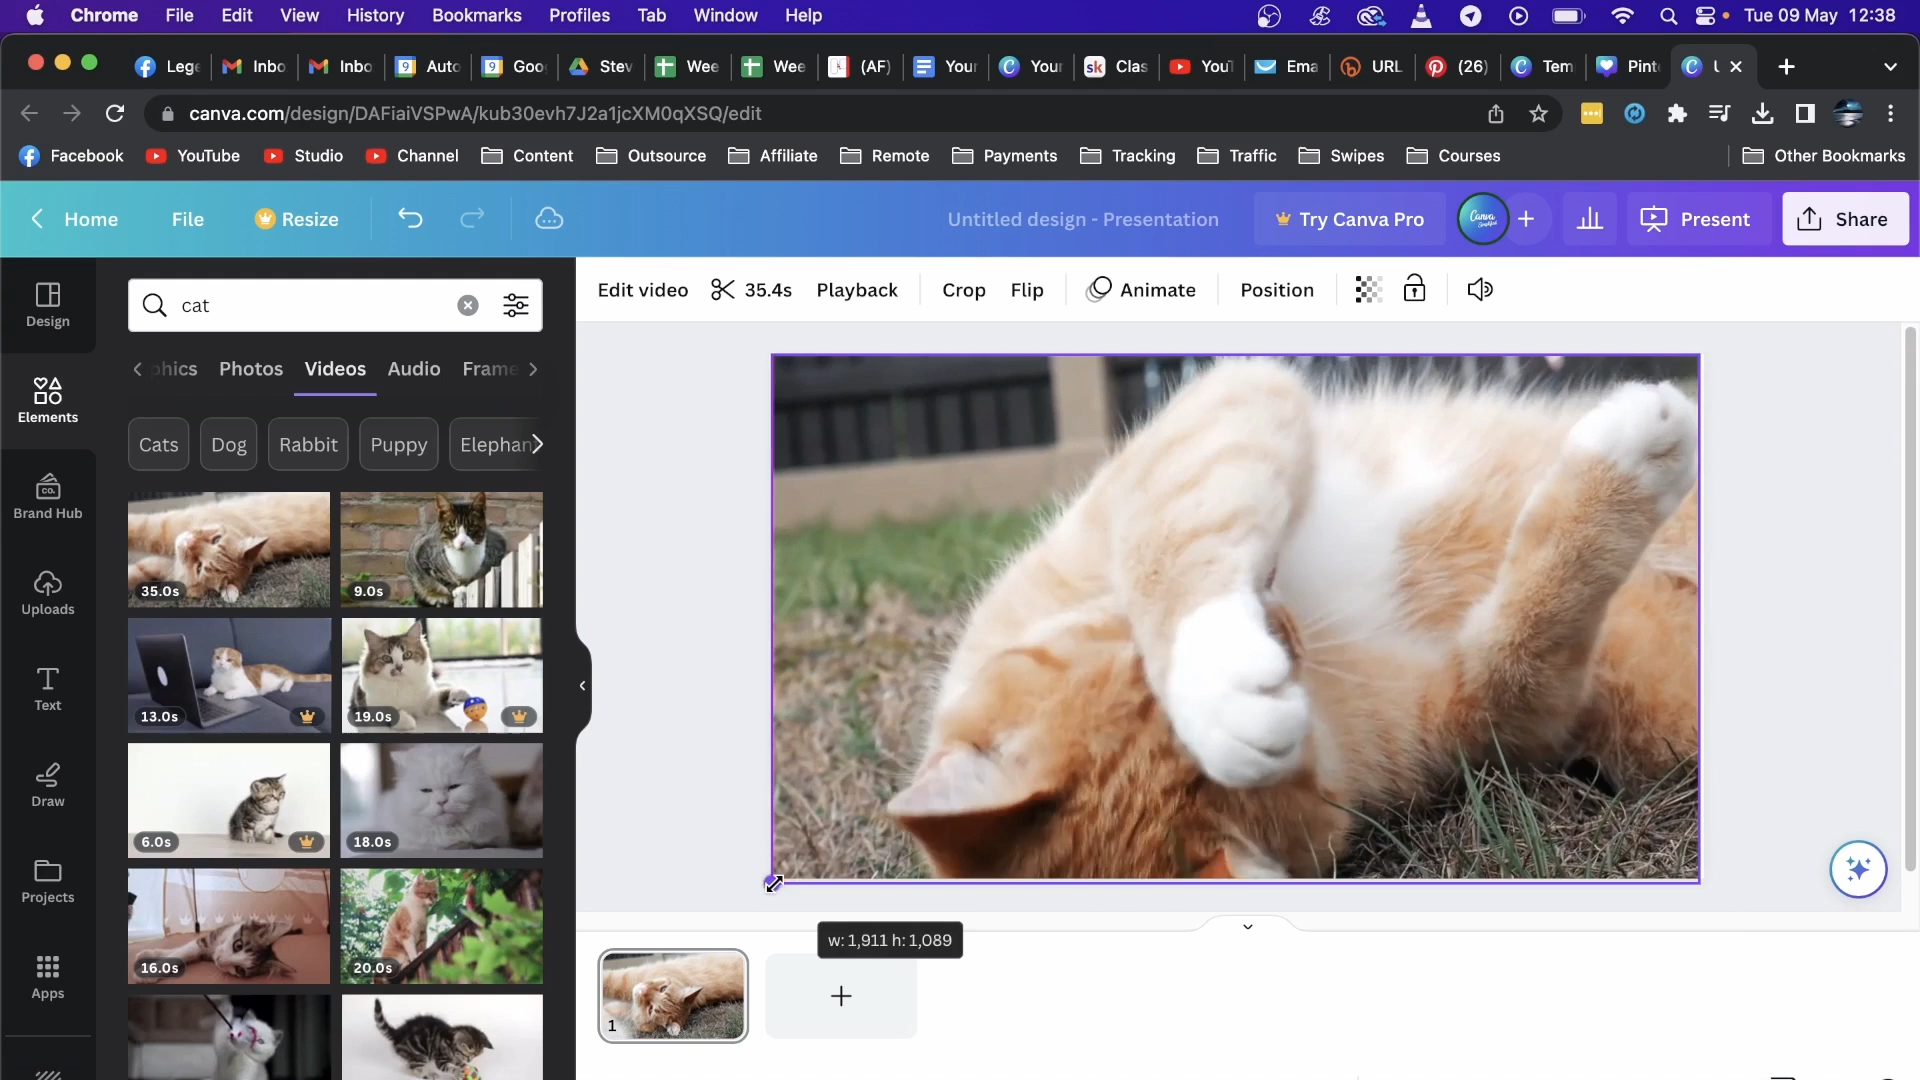 Chrome File Edit View History Bookmarks Profiles Tab Window Help Tue 09 May 12:38
Lege Inbo Inbo Auto Goo Stev Wee Wee (AF) Your Your Clas YouT Ema URL (26) Tem Pint
canva.com/design/DAFiaiVSPwA/kub30evh7J2a1jcXM0qXSQ/edit
Facebook YouTube Studio Channel Content Outsource Affiliate Remote Payments Tracking Traffic Swipes Courses Other Bookmarks
Home File Resize Untitled design - Presentation Try Canva Pro Canva + Present Share
Design
Elements
Brand Hub
Uploads
Text
Draw
Projects
Apps
cat
phics Photos Videos Audio Frame
Cats Dog Rabbit Puppy Elephan
35.0s 9.0s
13.0s 19.0s
6.0s 18.0s
16.0s 20.0s
Edit video 35.4s Playback Crop Flip Animate Position
w: 1,911 h: 1,089
1 +